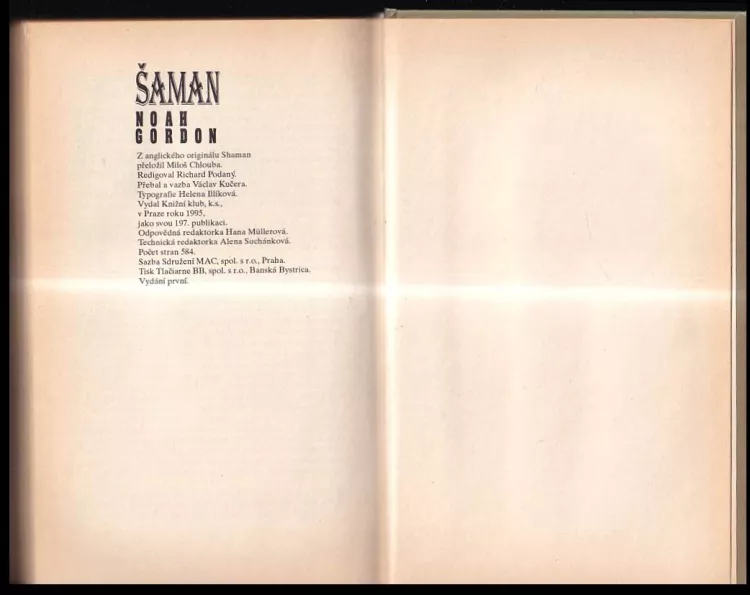 ŠAMAN
NOAH
GORDON
Z anglického originálu Shaman
přeložil Miloš Chlouba.
Redigoval Richard Podaný.
Přebal a vazba Václav Kučera.
Typografie Helena Illíková.
Vydal Knižní klub, k.s.,
v Praze roku 1995,
jako svou 197. publikaci.
Odpovědná redaktorka Hana Müllerová.
Technická redaktorka Alena Suchánková.
Počet stran 584.
Sazba Sdružení MAC, spol. s r.o., Praha.
Tisk Tlačiarne BB, spol. s r.o., Banská Bystrica.
Vydání první.